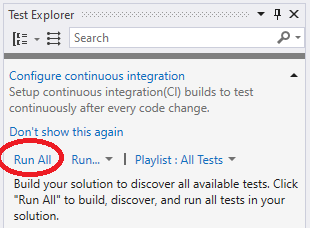 Test Explorer
Search
Configure continuous integration
Setup continuous integration(CI) builds to test
continuously after every code change.
Don't show this again
Run All Run... | Playlist : All Tests
Build your solution to discover all available tests. Click
"Run All" to build, discover, and run all tests in your
solution.